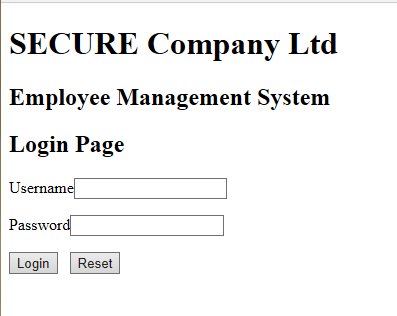 SECURE Company Ltd
Employee Management System
Login Page
Username
Password
Login Reset